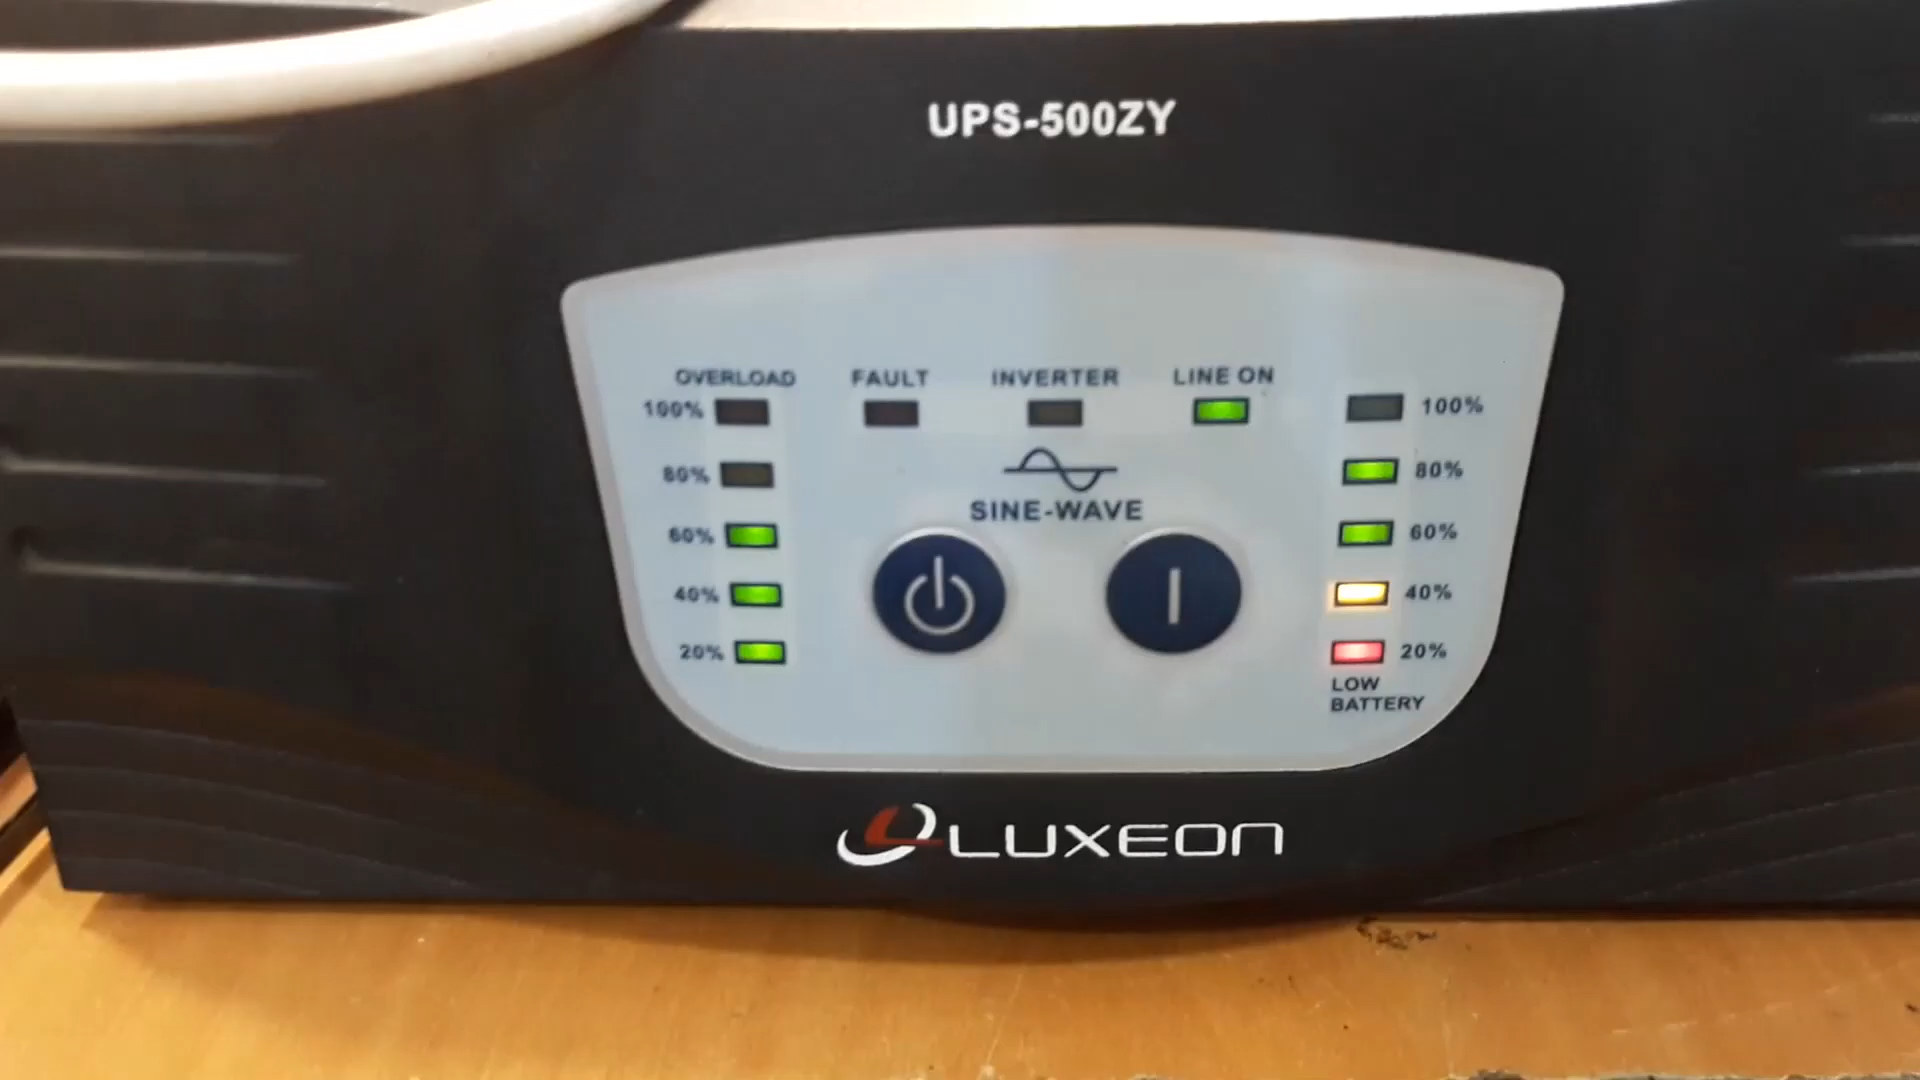 UPS-500ZY
OVERLOAD FAULT INVERTER LINE ON
100% 100%
80% 80%
SINE-WAVE
60% 60%
40% 40%
20% 20%
LOW
BATTERY
LUXEON